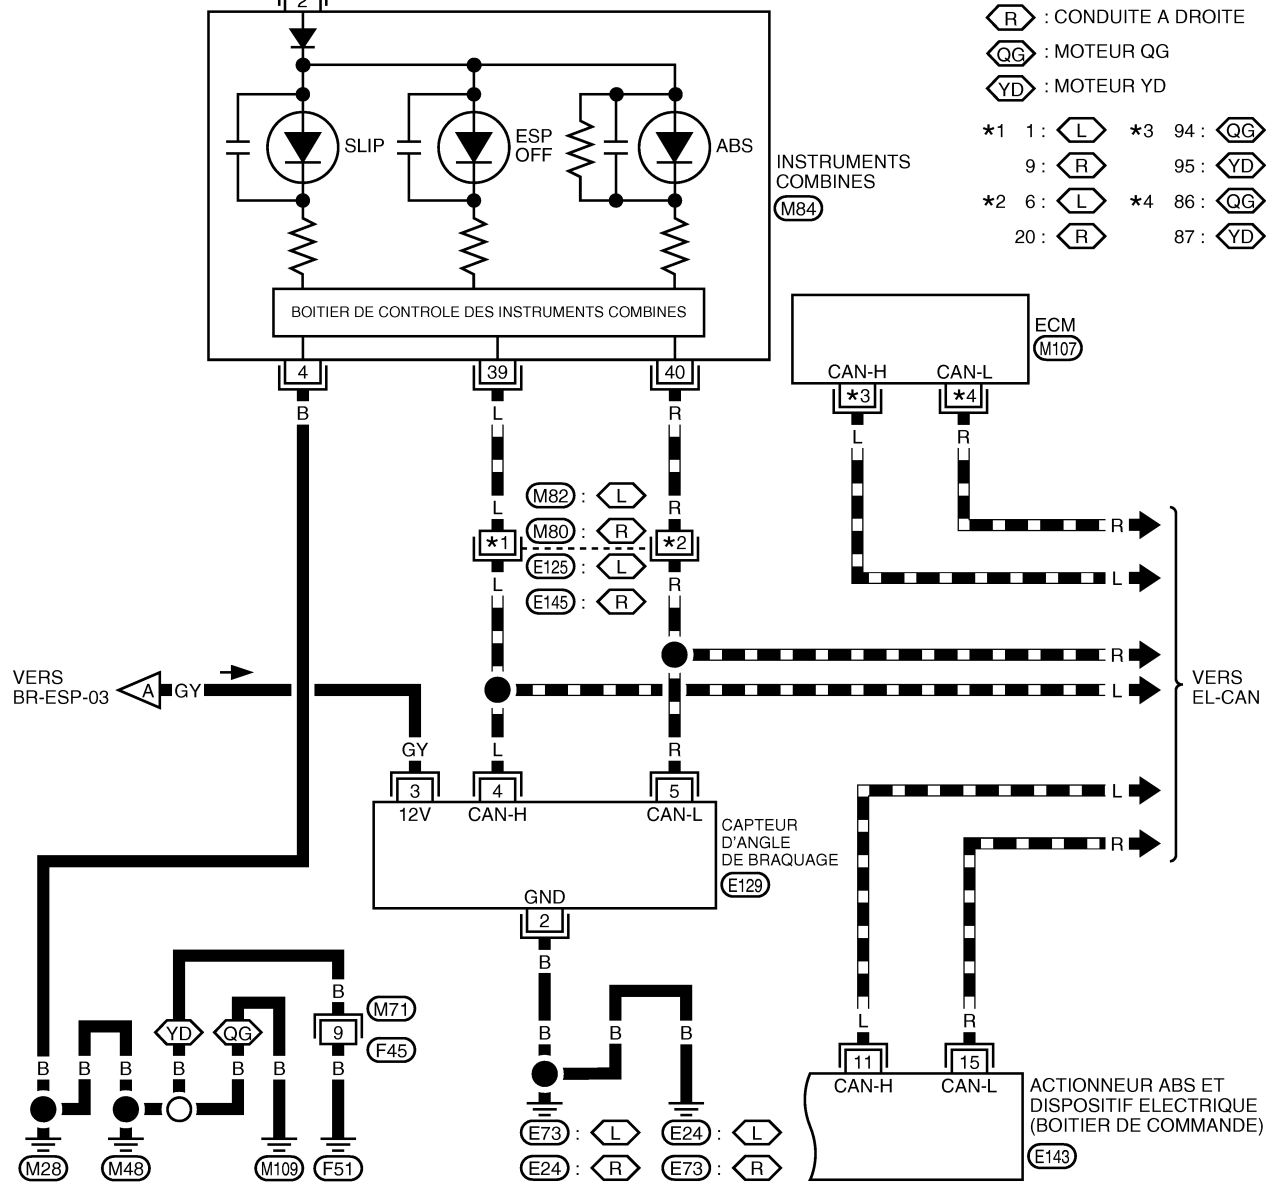 2
R : CONDUITE A DROITE
QG : MOTEUR QG
YD : MOTEUR YD
*1 1 : L *3 94 : QG
9 : R 95 : YD
*2 6 : L *4 86 : QG
20 : R 87 : YD
SLIP
ESP
OFF
ABS
INSTRUMENTS
COMBINES
M84
BOITIER DE CONTROLE DES INSTRUMENTS COMBINES
4 39 40
B L R
ECM
M107
CAN-H CAN-L
*3 *4
L R
M82 : L
L R
M80 : R
*1 *2
E125 : L
L R
E145 : R
R
L
R
L
VERS
BR-ESP-03
A GY
VERS
EL-CAN
GY L R
3 4 5
12V CAN-H CAN-L
CAPTEUR
D'ANGLE
DE BRAQUAGE
E129
GND
2
B
L
R
B
M71
YD QG 9
F45
B B B B B B
B B B
M28 M48 M109 F51
E73 : L E24 : L
E24 : R E73 : R
L R
11 15
CAN-H CAN-L
ACTIONNEUR ABS ET
DISPOSITIF ELECTRIQUE
(BOITIER DE COMMANDE)
E143